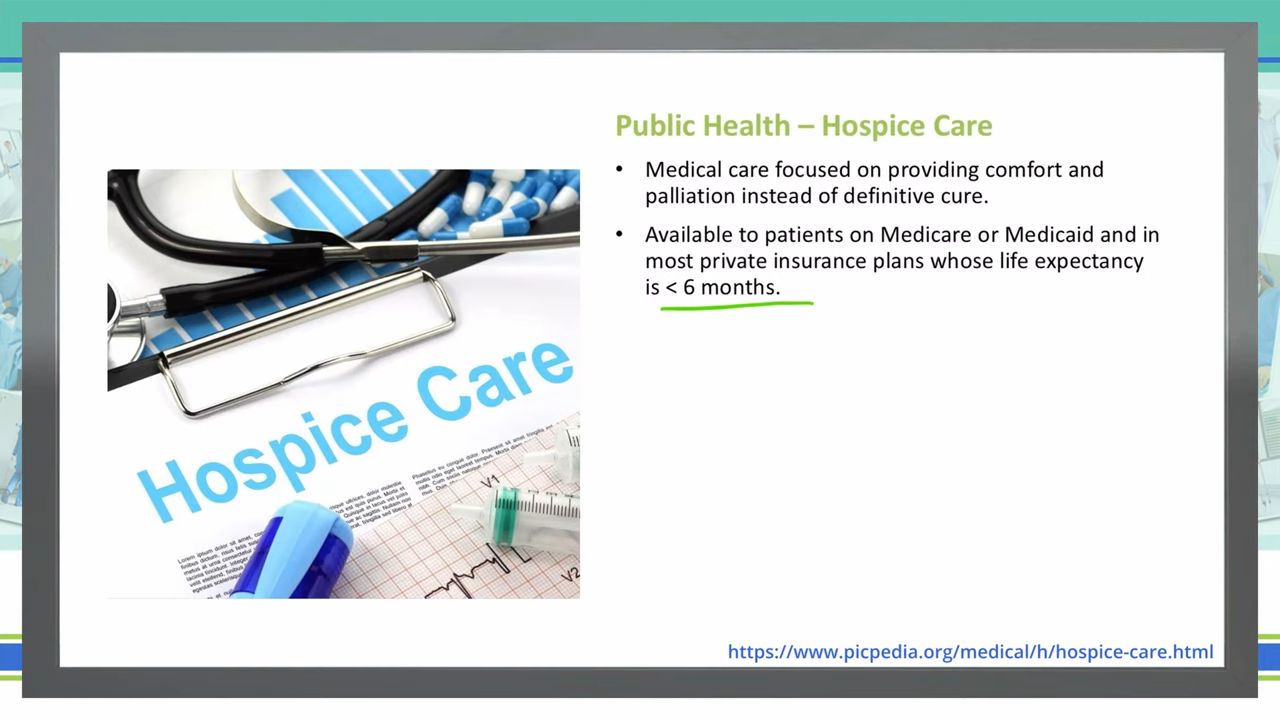 Public Health – Hospice Care
• Medical care focused on providing comfort and
palliation instead of definitive cure.
• Available to patients on Medicare or Medicaid and in
most private insurance plans whose life expectancy
is < 6 months.
Hospice Care
V1
V2
https://www.picpedia.org/medical/h/hospice-care.html